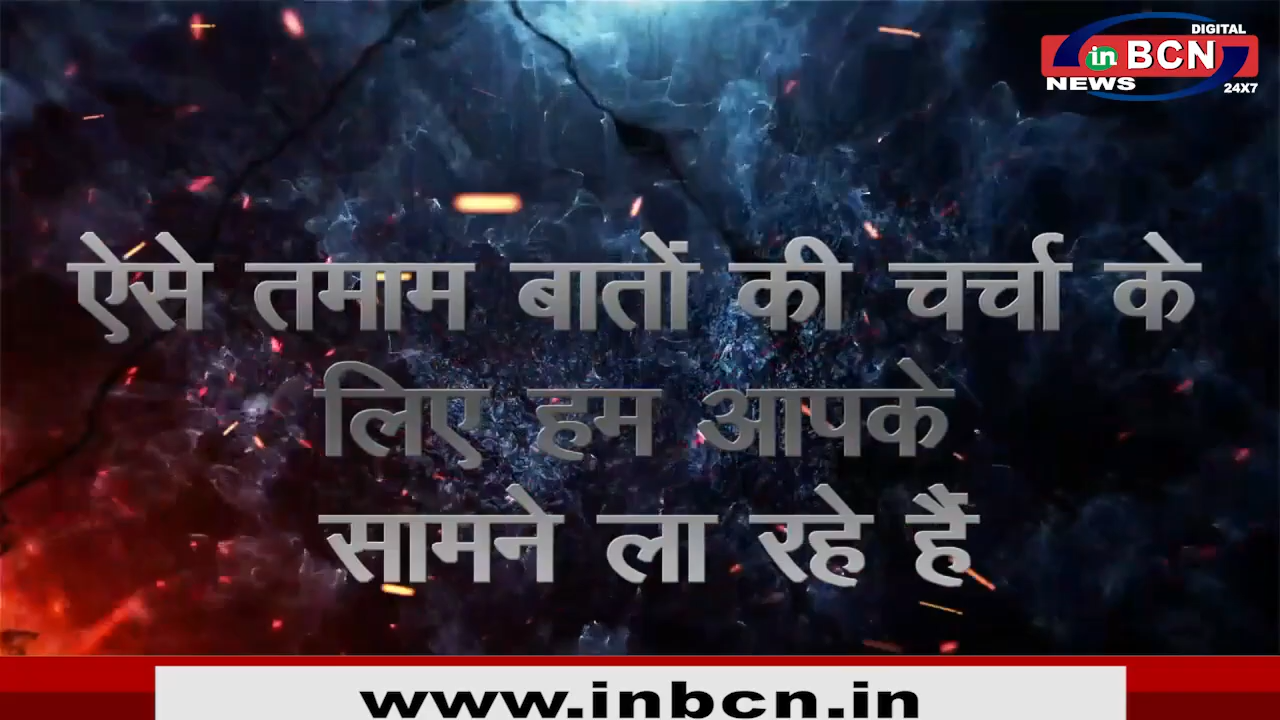 DIGITAL
in BCN
NEWS
24X7
ऐसे तमाम बातों की चर्चा के
लिए हम आपके
सामने ला रहे हैं
www.inbcn.in